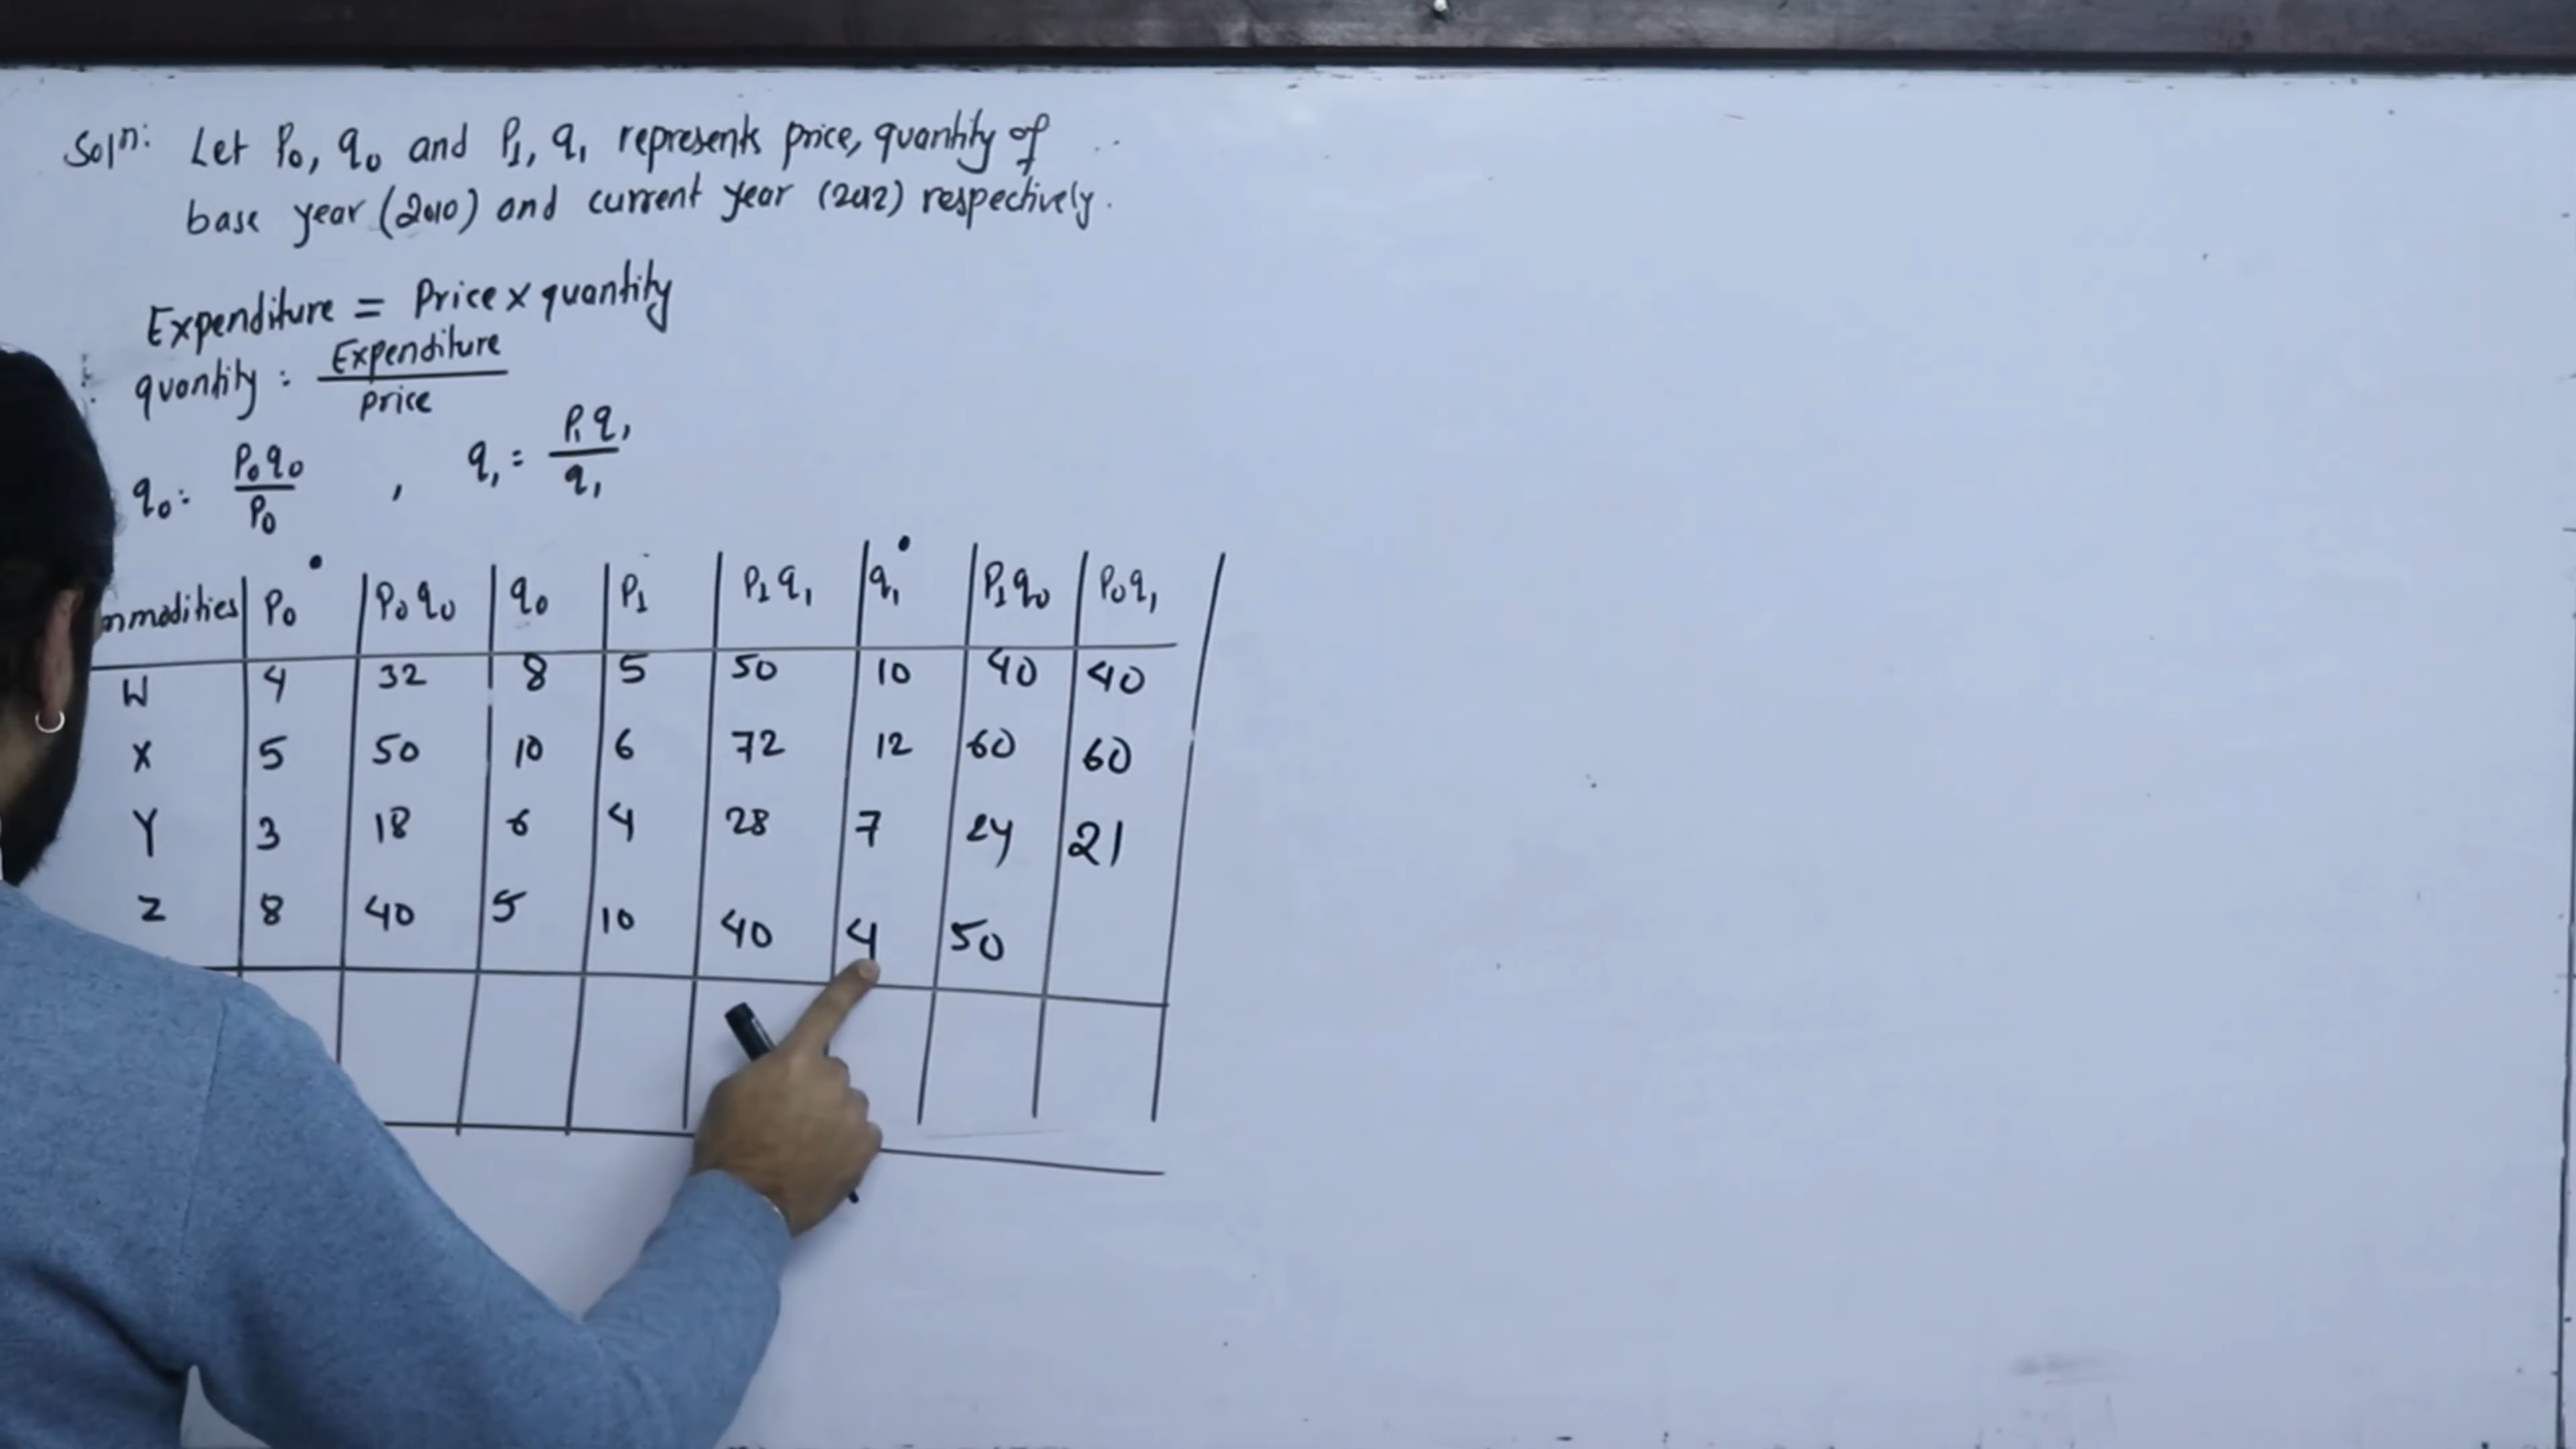 Soln: Let P₀, q₀ and P₁, q₁ represents price, quantity of
base year (2010) and current year (2012) respectively.
Expenditure = Price x quantity
quantity = Expenditure / price
q₀ = P₀q₀ / P₀ , q₁ = P₁q₁ / q₁
mmodities P₀ P₀q₀ q₀ P₁ P₁q₁ q₁ P₁q₀ P₀q₁
W 4 32 8 5 50 10 40 40
X 5 50 10 6 72 12 60 60
Y 3 18 6 4 28 7 24 21
Z 8 40 5 10 40 4 50